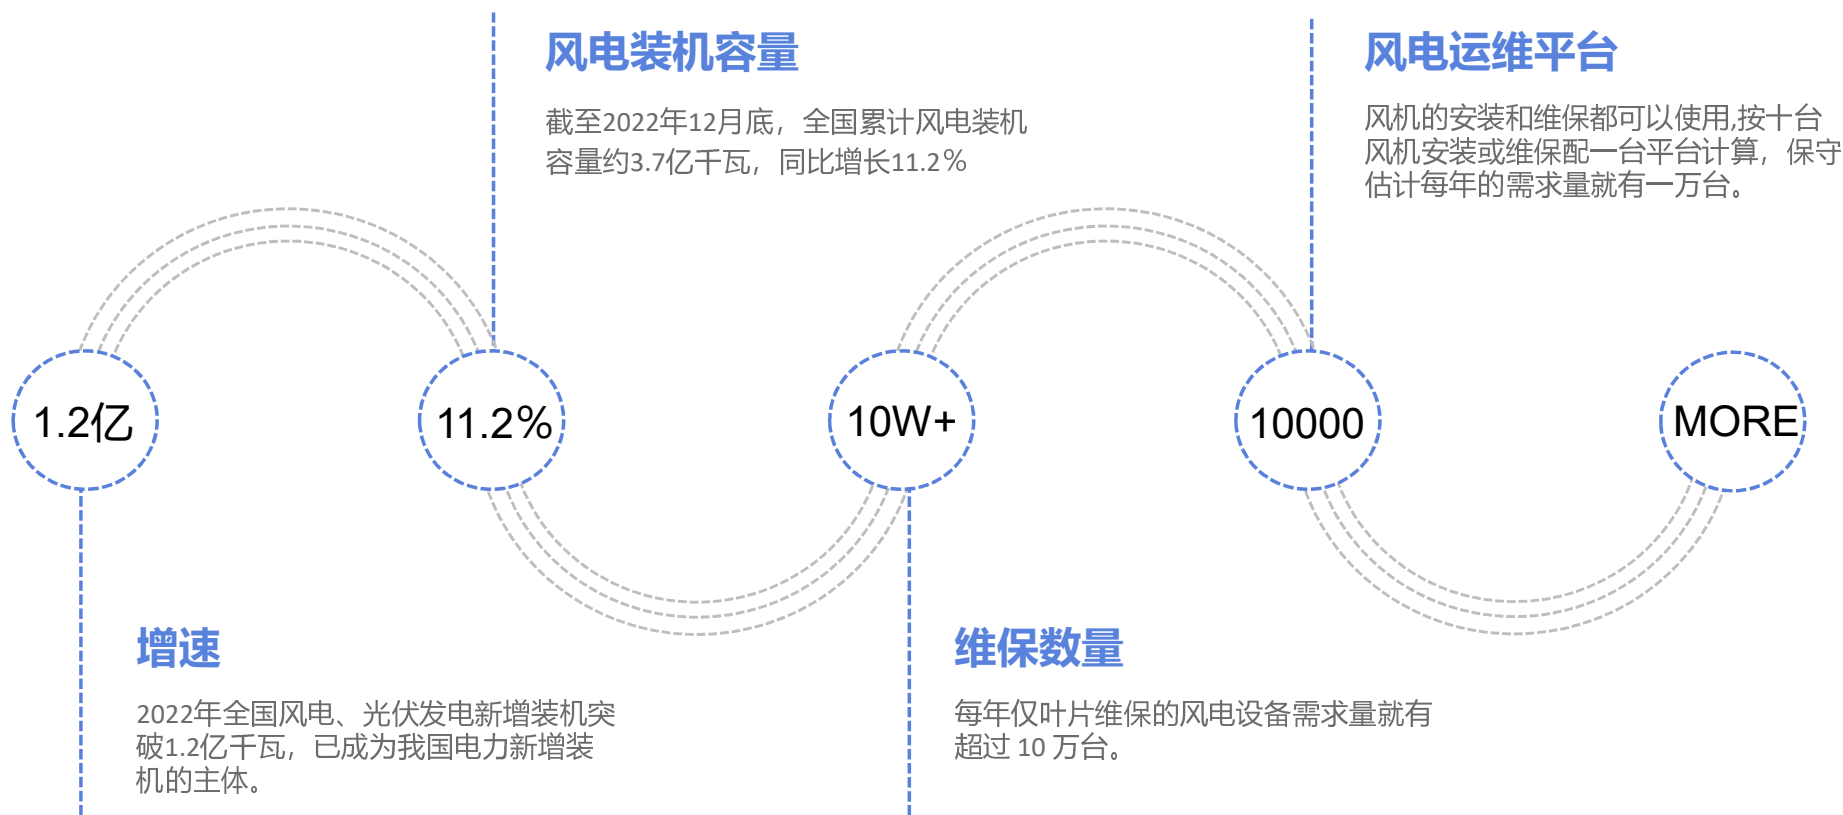 风电装机容量
截至2022年12月底，全国累计风电装机
容量约3.7亿千瓦，同比增长11.2%
风电运维平台
风机的安装和维保都可以使用,按十台
风机安装或维保配一台平台计算，保守
估计每年的需求量就有一万台。
1.2亿
11.2%
10W+
10000
MORE
增速
2022年全国风电、光伏发电新增装机突
破1.2亿千瓦，已成为我国电力新增装
机的主体。
维保数量
每年仅叶片维保的风电设备需求量就有
超过 10 万台。